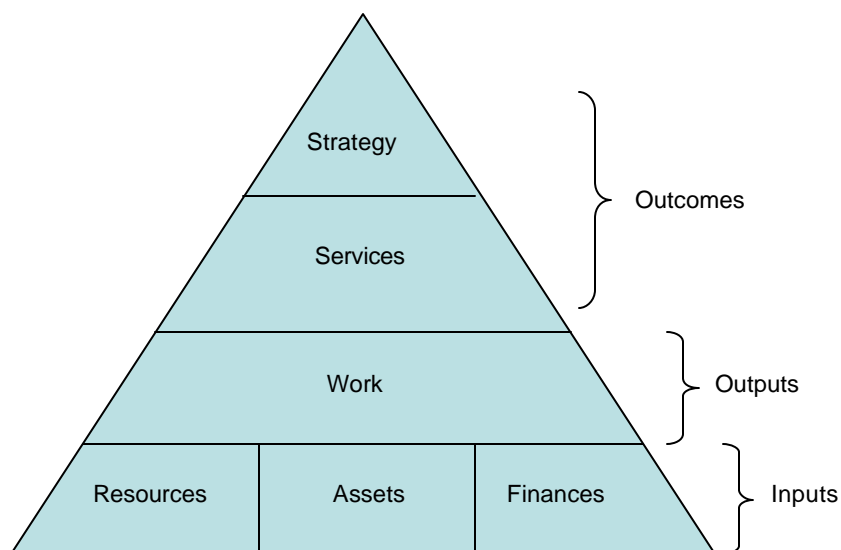 Strategy
Outcomes
Services
Work
Outputs
Resources
Assets
Finances
Inputs